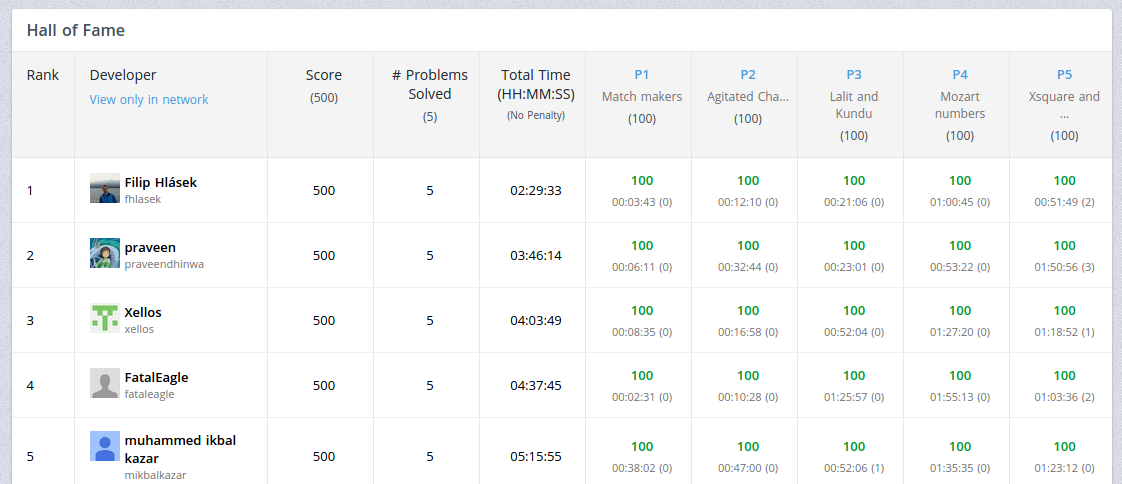 Hall of Fame
Rank Developer Score # Problems Total Time P1 P2 P3 P4 P5
View only in network (500) Solved (HH:MM:SS) Match makers Agitated Cha... Lalit and Mozart Xsquare and
(5) (No Penalty) (100) (100) Kundu numbers ...
(100) (100) (100)
1 Filip Hlásek 500 5 02:29:33 100 100 100 100 100
fhlasek 00:03:43 (0) 00:12:10 (0) 00:21:06 (0) 01:00:45 (0) 00:51:49 (2)
2 praveen 500 5 03:46:14 100 100 100 100 100
praveendhinwa 00:06:11 (0) 00:32:44 (0) 00:23:01 (0) 00:53:22 (0) 01:50:56 (3)
3 Xellos 500 5 04:03:49 100 100 100 100 100
xellos 00:08:35 (0) 00:16:58 (0) 00:52:04 (0) 01:27:20 (0) 01:18:52 (1)
4 FatalEagle 500 5 04:37:45 100 100 100 100 100
fataleagle 00:02:31 (0) 00:10:28 (0) 01:25:57 (0) 01:55:13 (0) 01:03:36 (2)
5 muhammed ikbal 500 5 05:15:55 100 100 100 100 100
kazar 00:38:02 (0) 00:47:00 (0) 00:52:06 (1) 01:35:35 (0) 01:23:12 (0)
mikbalkazar